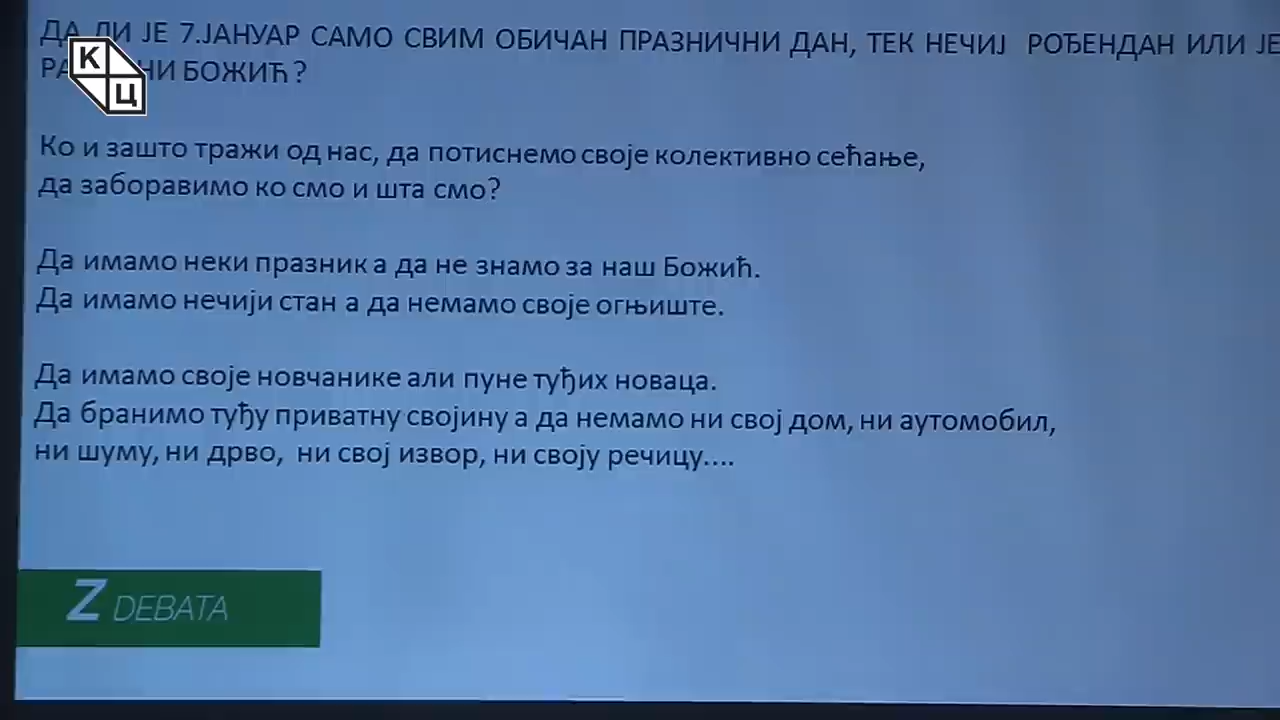 ДА ЛИ ЈЕ 7.ЈАНУАР САМО СВИМ ОБИЧАН ПРАЗНИЧНИ ДАН, ТЕК НЕЧИЈ РОЂЕНДАН ИЛИ ЈЕ
БОЖИЋ?
К
Ц
Ко и зашто тражи од нас, да потиснемо своје колективно сећање,
да заборавимо ко смо и шта смо?
Да имамо неки празник а да не знамо за наш Божић.
Да имамо нечији стан а да немамо своје огњиште.
Да имамо своје новчанике али пуне туђих новаца.
Да бранимо туђу приватну својину а да немамо ни свој дом, ни аутомобил,
ни шуму, ни дрво, ни свој извор, ни своју речицу....
Z DEBATA